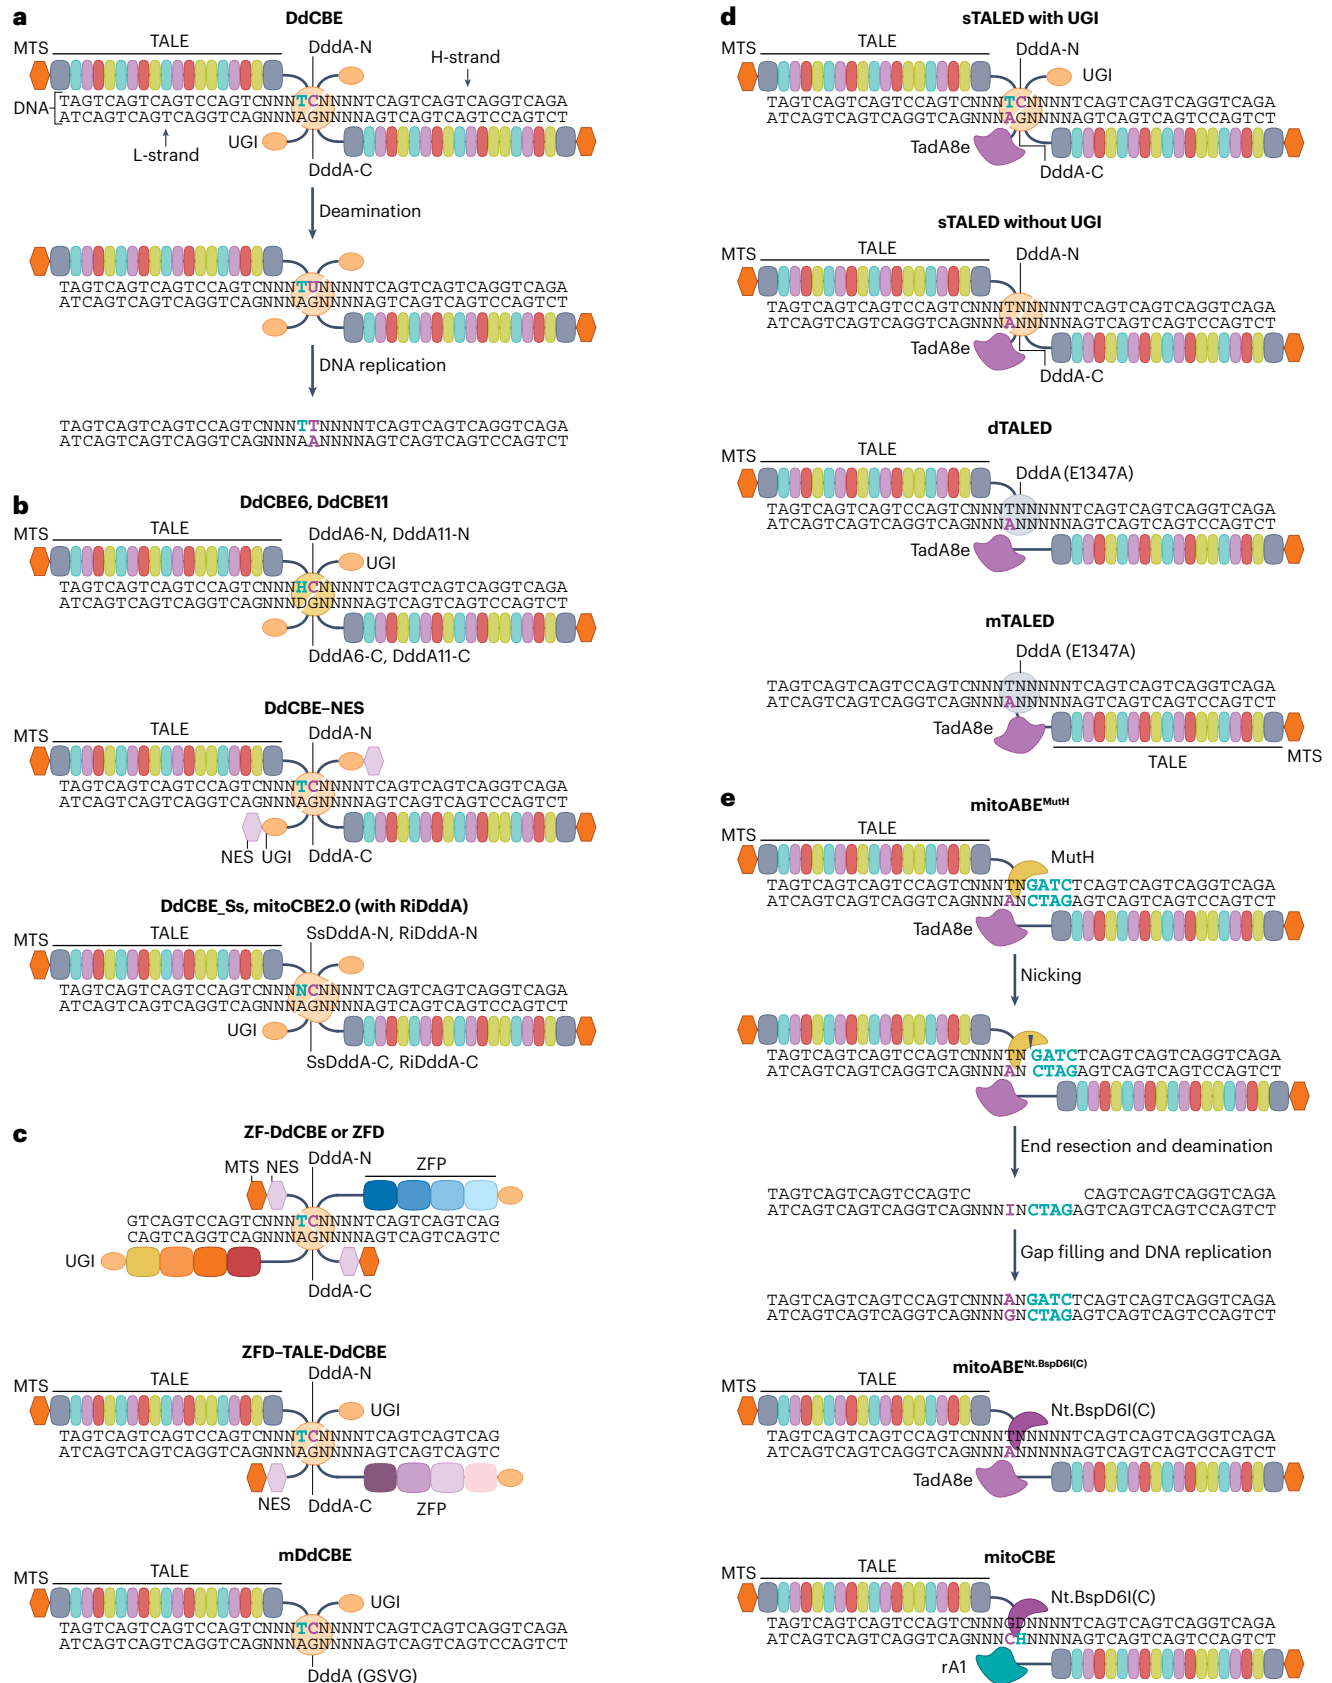 a
DdCBE
MTS
TALE
DddA-N
H-strand
DNA
TAGTCAGTCAGTCCAGTCNNNTCNNNNTCAGTCAGTCAGGTCAGA
ATCAGTCAGTCAGGTCAGNNNAGNNNNAGTCAGTCAGTCCAGTCT
L-strand
UGI
DddA-C
Deamination
TAGTCAGTCAGTCCAGTCNNNTUNNNNTCAGTCAGTCAGGTCAGA
ATCAGTCAGTCAGGTCAGNNNAGNNNNAGTCAGTCAGTCCAGTCT
DNA replication
TAGTCAGTCAGTCCAGTCNNNTTNNNNTCAGTCAGTCAGGTCAGA
ATCAGTCAGTCAGGTCAGNNNAANNNNAGTCAGTCAGTCCAGTCT
b
DdCBE6, DdCBE11
MTS
TALE
DddA6-N, DddA11-N
UGI
TAGTCAGTCAGTCCAGTCNNNHCNNNNTCAGTCAGTCAGGTCAGA
ATCAGTCAGTCAGGTCAGNNNDGNNNNAGTCAGTCAGTCCAGTCT
DddA6-C, DddA11-C
DdCBE–NES
MTS
TALE
DddA-N
TAGTCAGTCAGTCCAGTCNNNTCNNNNTCAGTCAGTCAGGTCAGA
ATCAGTCAGTCAGGTCAGNNNAGNNNNAGTCAGTCAGTCCAGTCT
NES
UGI
DddA-C
DdCBE_Ss, mitoCBE2.0 (with RiDddA)
MTS
TALE
SsDddA-N, RiDddA-N
TAGTCAGTCAGTCCAGTCNNNNCNNNNTCAGTCAGTCAGGTCAGA
ATCAGTCAGTCAGGTCAGNNNAGNNNNAGTCAGTCAGTCCAGTCT
UGI
SsDddA-C, RiDddA-C
c
ZF-DdCBE or ZFD
MTS
NES
DddA-N
ZFP
GTCAGTCCAGTCNNNTCNNNNTCAGTCAGTCAG
CAGTCAGGTCAGNNNAGNNNNAGTCAGTCAGTC
UGI
DddA-C
ZFD–TALE-DdCBE
MTS
TALE
DddA-N
UGI
TAGTCAGTCAGTCCAGTCNNNTCNNNNTCAGTCAGTCAG
ATCAGTCAGTCAGGTCAGNNNAGNNNNAGTCAGTCAGTC
NES
DddA-C
ZFP
mDdCBE
MTS
TALE
UGI
TAGTCAGTCAGTCCAGTCNNNTCNNNNTCAGTCAGTCAGGTCAGA
ATCAGTCAGTCAGGTCAGNNNAGNNNNAGTCAGTCAGTCCAGTCT
DddA (GSVG)
d
sTALED with UGI
MTS
TALE
DddA-N
UGI
TAGTCAGTCAGTCCAGTCNNNTCNNNNTCAGTCAGTCAGGTCAGA
ATCAGTCAGTCAGGTCAGNNNAGNNNNAGTCAGTCAGTCCAGTCT
TadA8e
DddA-C
sTALED without UGI
MTS
TALE
DddA-N
TAGTCAGTCAGTCCAGTCNNNTNNNNNTCAGTCAGTCAGGTCAGA
ATCAGTCAGTCAGGTCAGNNNANNNNNAGTCAGTCAGTCCAGTCT
TadA8e
DddA-C
dTALED
MTS
TALE
DddA (E1347A)
TAGTCAGTCAGTCCAGTCNNNTNNNNNTCAGTCAGTCAGGTCAGA
ATCAGTCAGTCAGGTCAGNNNANNNNNAGTCAGTCAGTCCAGTCT
TadA8e
mTALED
DddA (E1347A)
TAGTCAGTCAGTCCAGTCNNNTNNNNNTCAGTCAGTCAGGTCAGA
ATCAGTCAGTCAGGTCAGNNNANNNNNAGTCAGTCAGTCCAGTCT
TadA8e
TALE
MTS
e
mitoABE^MutH
MTS
TALE
MutH
TAGTCAGTCAGTCCAGTCNNNTNGATCTCAGTCAGTCAGGTCAGA
ATCAGTCAGTCAGGTCAGNNNANCTAGAGTCAGTCAGTCCAGTCT
TadA8e
Nicking
TAGTCAGTCAGTCCAGTCNNNTN GATCTCAGTCAGTCAGGTCAGA
ATCAGTCAGTCAGGTCAGNNNAN CTAGAGTCAGTCAGTCCAGTCT
End resection and deamination
TAGTCAGTCAGTCCAGTC CAGTCAGTCAGGTCAGA
ATCAGTCAGTCAGGTCAGNNNINCTAGAGTCAGTCAGTCCAGTCT
Gap filling and DNA replication
TAGTCAGTCAGTCCAGTCNNNANGATCTCAGTCAGTCAGGTCAGA
ATCAGTCAGTCAGGTCAGNNNGNCTAGAGTCAGTCAGTCCAGTCT
mitoABE^Nt.BspD6I(C)
MTS
TALE
Nt.BspD6I(C)
TAGTCAGTCAGTCCAGTCNNNTNNNNNTCAGTCAGTCAGGTCAGA
ATCAGTCAGTCAGGTCAGNNNANNNNNAGTCAGTCAGTCCAGTCT
TadA8e
mitoCBE
MTS
TALE
Nt.BspD6I(C)
TAGTCAGTCAGTCCAGTCNNNGDNNNNTCAGTCAGTCAGGTCAGA
ATCAGTCAGTCAGGTCAGNNNCHNNNNAGTCAGTCAGTCCAGTCT
rA1